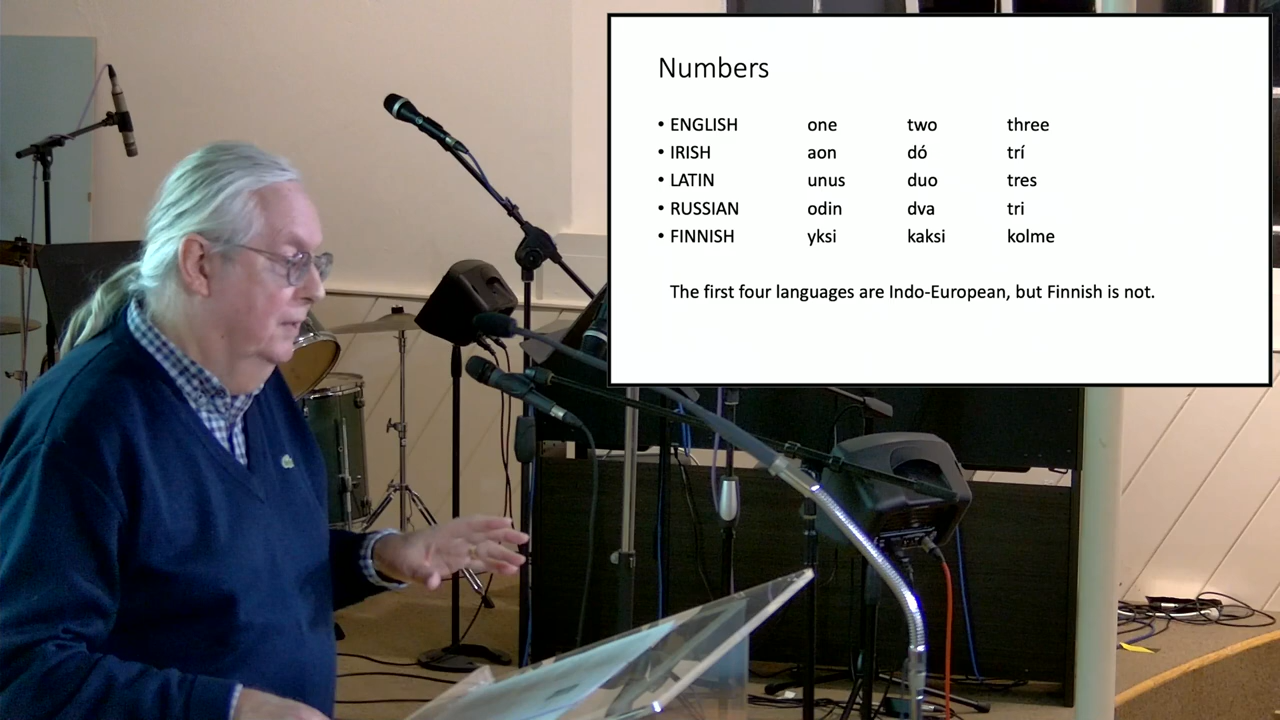 Numbers
• ENGLISH one two three
• IRISH aon dó trí
• LATIN unus duo tres
• RUSSIAN odin dva tri
• FINNISH yksi kaksi kolme
The first four languages are Indo-European, but Finnish is not.